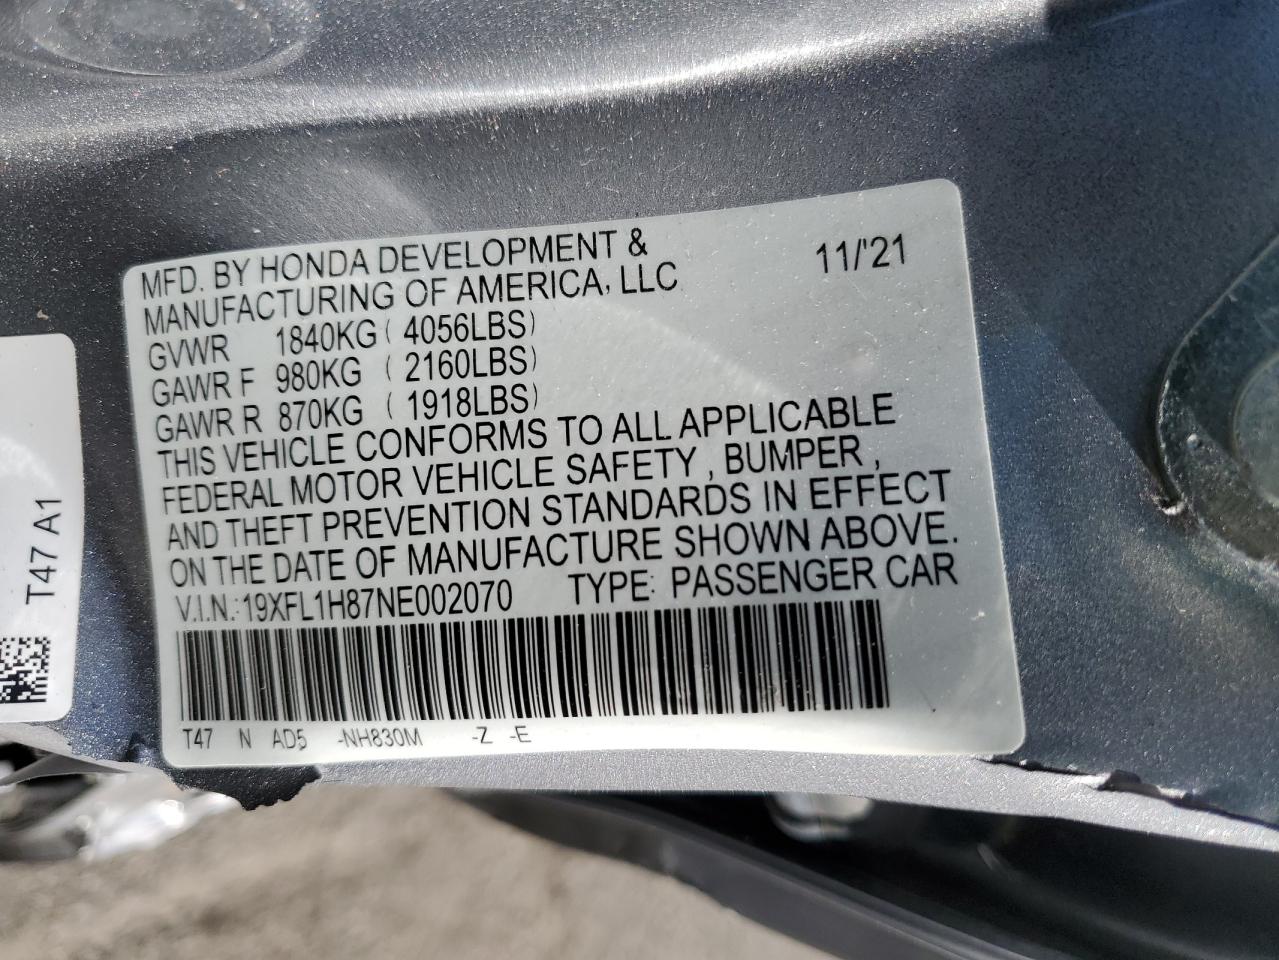 MFD. BY HONDA DEVELOPMENT & 11/'21
MANUFACTURING OF AMERICA, LLC
GVWR 1840KG ( 4056LBS)
GAWR F 980KG ( 2160LBS)
GAWR R 870KG ( 1918LBS)
THIS VEHICLE CONFORMS TO ALL APPLICABLE
FEDERAL MOTOR VEHICLE SAFETY , BUMPER ,
AND THEFT PREVENTION STANDARDS IN EFFECT
ON THE DATE OF MANUFACTURE SHOWN ABOVE.
V.I.N.:19XFL1H87NE002070 TYPE: PASSENGER CAR
T47 N AD5 -NH830M -Z -E
T47 A1